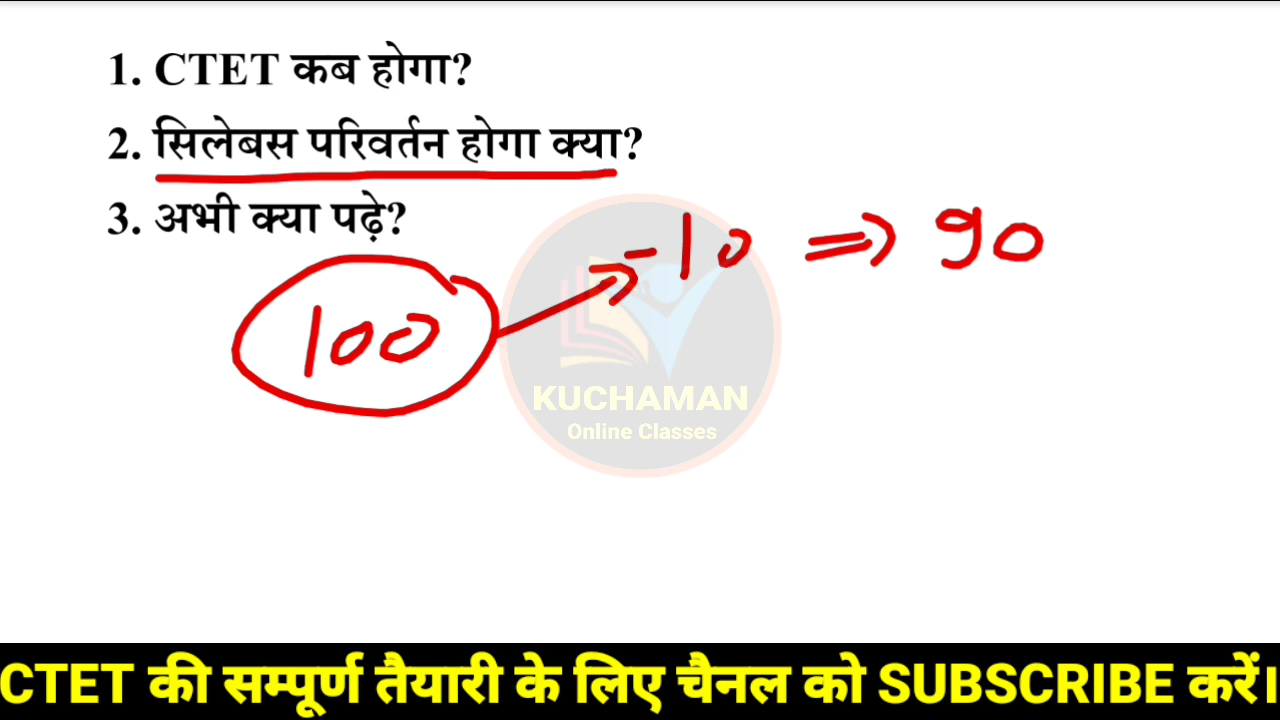 1. CTET कब होगा?
2. सिलेबस परिवर्तन होगा क्या?
3. अभी क्या पढ़े?
100 -10 ⇒ 90
KUCHAMAN
Online Classes
CTET की सम्पूर्ण तैयारी के लिए चैनल को SUBSCRIBE करें।